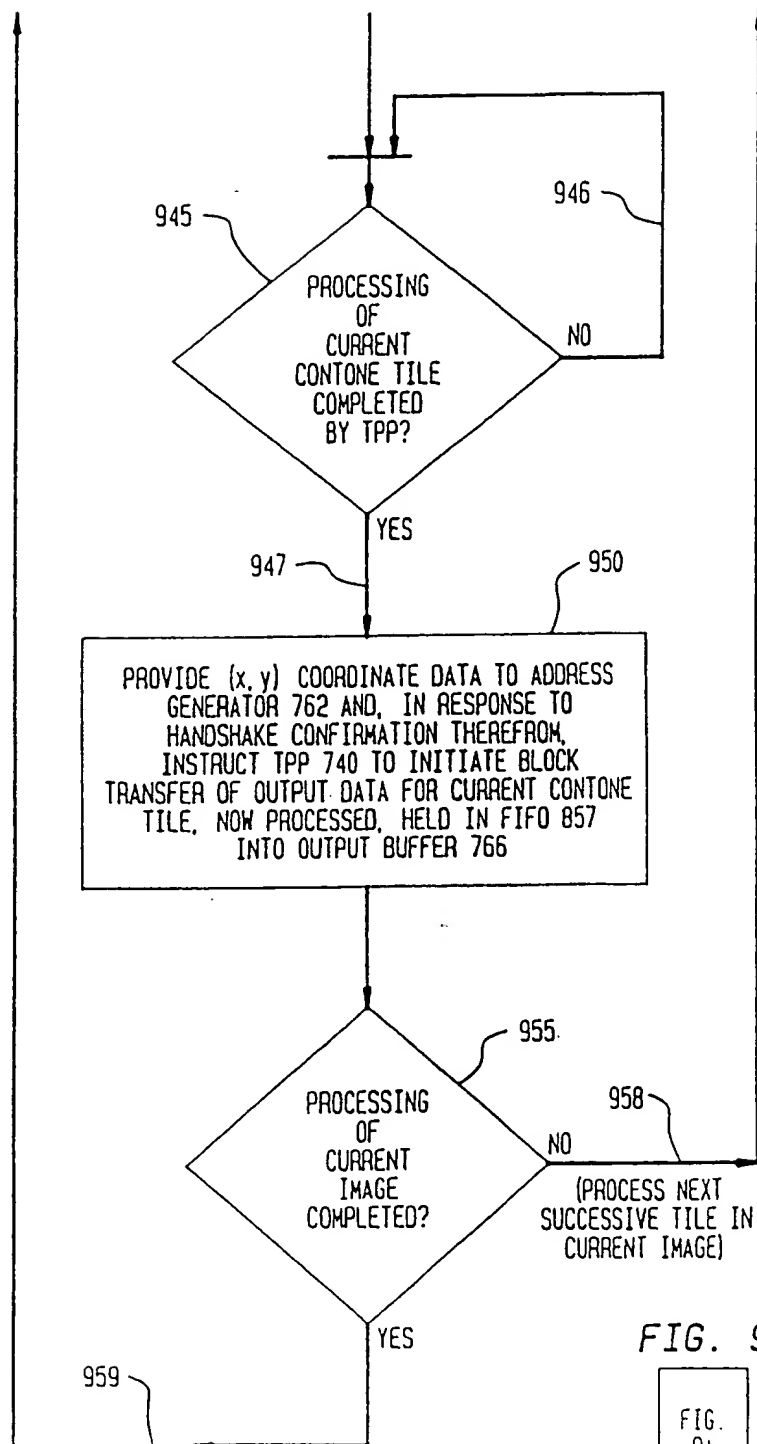 945
946
PROCESSING
OF
CURRENT
CONTONE TILE
COMPLETED
BY TPP?
NO
YES
947
950
PROVIDE (x, y) COORDINATE DATA TO ADDRESS
GENERATOR 762 AND, IN RESPONSE TO
HANDSHAKE CONFIRMATION THEREFROM,
INSTRUCT TPP 740 TO INITIATE BLOCK
TRANSFER OF OUTPUT DATA FOR CURRENT CONTONE
TILE, NOW PROCESSED, HELD IN FIFO 857
INTO OUTPUT BUFFER 766
955
PROCESSING
OF
CURRENT
IMAGE
COMPLETED?
NO
958
(PROCESS NEXT
SUCCESSIVE TILE IN
CURRENT IMAGE)
YES
959
FIG. 9
FIG.